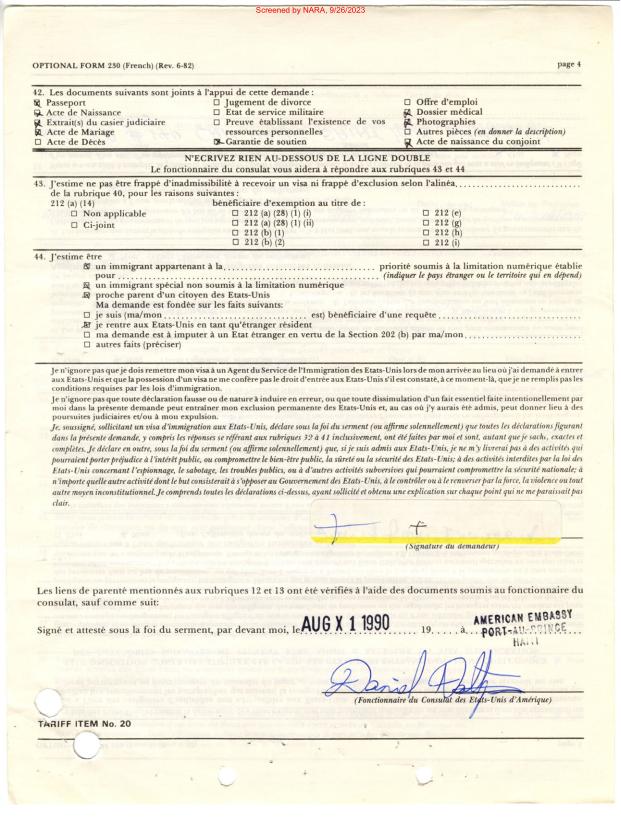 Screened by NARA, 9/26/2023
OPTIONAL FORM 230 (French) (Rev. 6-82) page 4
42. Les documents suivants sont joints à l'appui de cette demande :
☒ Passeport ☐ Jugement de divorce ☐ Offre d'emploi
☒ Acte de Naissance ☐ Etat de service militaire ☒ Dossier médical
☒ Extrait(s) du casier judiciaire ☐ Preuve établissant l'existence de vos ☒ Photographies
☒ Acte de Mariage ressources personnelles ☐ Autres pièces (en donner la description)
☐ Acte de Décès ☒ Garantie de soutien ☒ Acte de naissance du conjoint
N'ECRIVEZ RIEN AU-DESSOUS DE LA LIGNE DOUBLE
Le fonctionnaire du consulat vous aidera à répondre aux rubriques 43 et 44
43. J'estime ne pas être frappé d'inadmissibilité à recevoir un visa ni frappé d'exclusion selon l'alinéa
de la rubrique 40, pour les raisons suivantes :
212 (a) (14) bénéficiaire d'exemption au titre de :
☐ Non applicable ☐ 212 (a) (28) (1) (i) ☐ 212 (e)
☐ Ci-joint ☐ 212 (a) (28) (1) (ii) ☐ 212 (g)
☐ 212 (b) (1) ☐ 212 (h)
☐ 212 (b) (2) ☐ 212 (i)
44. J'estime être
☒ un immigrant appartenant à la priorité soumis à la limitation numérique établie
pour (indiquer le pays étranger ou le territoire qui en dépend)
☒ un immigrant spécial non soumis à la limitation numérique
☒ proche parent d'un citoyen des Etats-Unis
Ma demande est fondée sur les faits suivants:
☐ je suis (ma/mon est) bénéficiaire d'une requête
☒ je rentre aux Etats-Unis en tant qu'étranger résident
☐ ma demande est à imputer à un Etat étranger en vertu de la Section 202 (b) par ma/mon
☐ autres faits (préciser)
Je n'ignore pas que je dois remettre mon visa à un Agent du Service de l'Immigration des Etats-Unis lors de mon arrivée au lieu où j'ai demandé à entrer
aux Etats-Unis et que la possession d'un visa ne me confère pas le droit d'entrée aux Etats-Unis s'il est constaté, à ce moment-là, que je ne remplis pas les
conditions requises par les lois d'immigration.
Je n'ignore pas que toute déclaration fausse ou de nature à induire en erreur, ou que toute dissimulation d'un fait essentiel faite intentionnellement par
moi dans la présente demande peut entraîner mon exclusion permanente des Etats-Unis et, au cas où j'y aurais été admis, peut donner lieu à des
poursuites judiciaires et/ou à mon expulsion.
Je, soussigné, sollicitant un visa d'immigration aux Etats-Unis, déclare sous la foi du serment (ou affirme solennellement) que toutes les déclarations figurant
dans la présente demande, y compris les réponses se référant aux rubriques 32 à 41 inclusivement, ont été faites par moi et sont, autant que je sache, exactes et
complètes. Je déclare en outre, sous la foi du serment (ou affirme solennellement) que, si je suis admis aux Etats-Unis, je ne m'y livrerai pas à des activités qui
pourraient porter préjudice à l'intérêt public, ou compromettre le bien-être public, la sûreté ou la sécurité des Etats-Unis; à des activités interdites par la loi des
Etats-Unis concernant l'espionnage, le sabotage, les troubles publics, ou à d'autres activités subversives qui pourraient compromettre la sécurité nationale; à
n'importe quelle autre activité dont le but consisterait à s'opposer au Gouvernement des Etats-Unis, à le contrôler ou à le renverser par la force, la violence ou tout
autre moyen inconstitutionnel. Je comprends toutes les déclarations ci-dessus, ayant sollicité et obtenu une explication sur chaque point qui ne me paraissait pas
clair.
(Signature du demandeur)
Les liens de parenté mentionnés aux rubriques 12 et 13 ont été vérifiés à l'aide des documents soumis au fonctionnaire du
consulat, sauf comme suit:
Signé et attesté sous la foi du serment, par devant moi, le AUG X 1 1990 19 à AMERICAN EMBASSY
PORT-AU-PRINCE
HAITI
Daniel
(Fonctionnaire du Consulat des Etats-Unis d'Amérique)
TARIFF ITEM No. 20